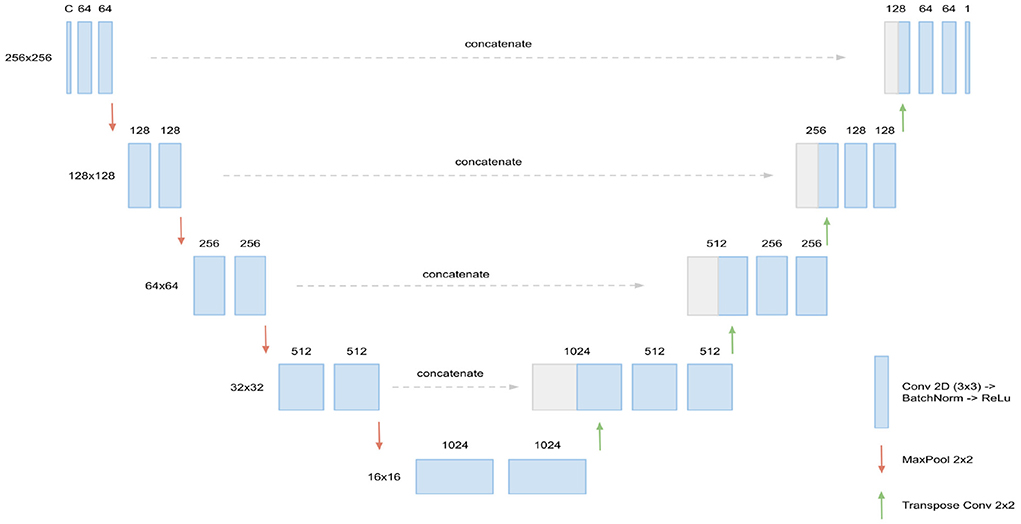 C 64 64
128 64 64 1
256x256
concatenate
128 128
256 128 128
128x128
concatenate
256 256
512 256 256
64x64
concatenate
512 512
1024 512 512
32x32
concatenate
1024 1024
16x16
Conv 2D (3x3) ->
BatchNorm -> ReLu
MaxPool 2x2
Transpose Conv 2x2